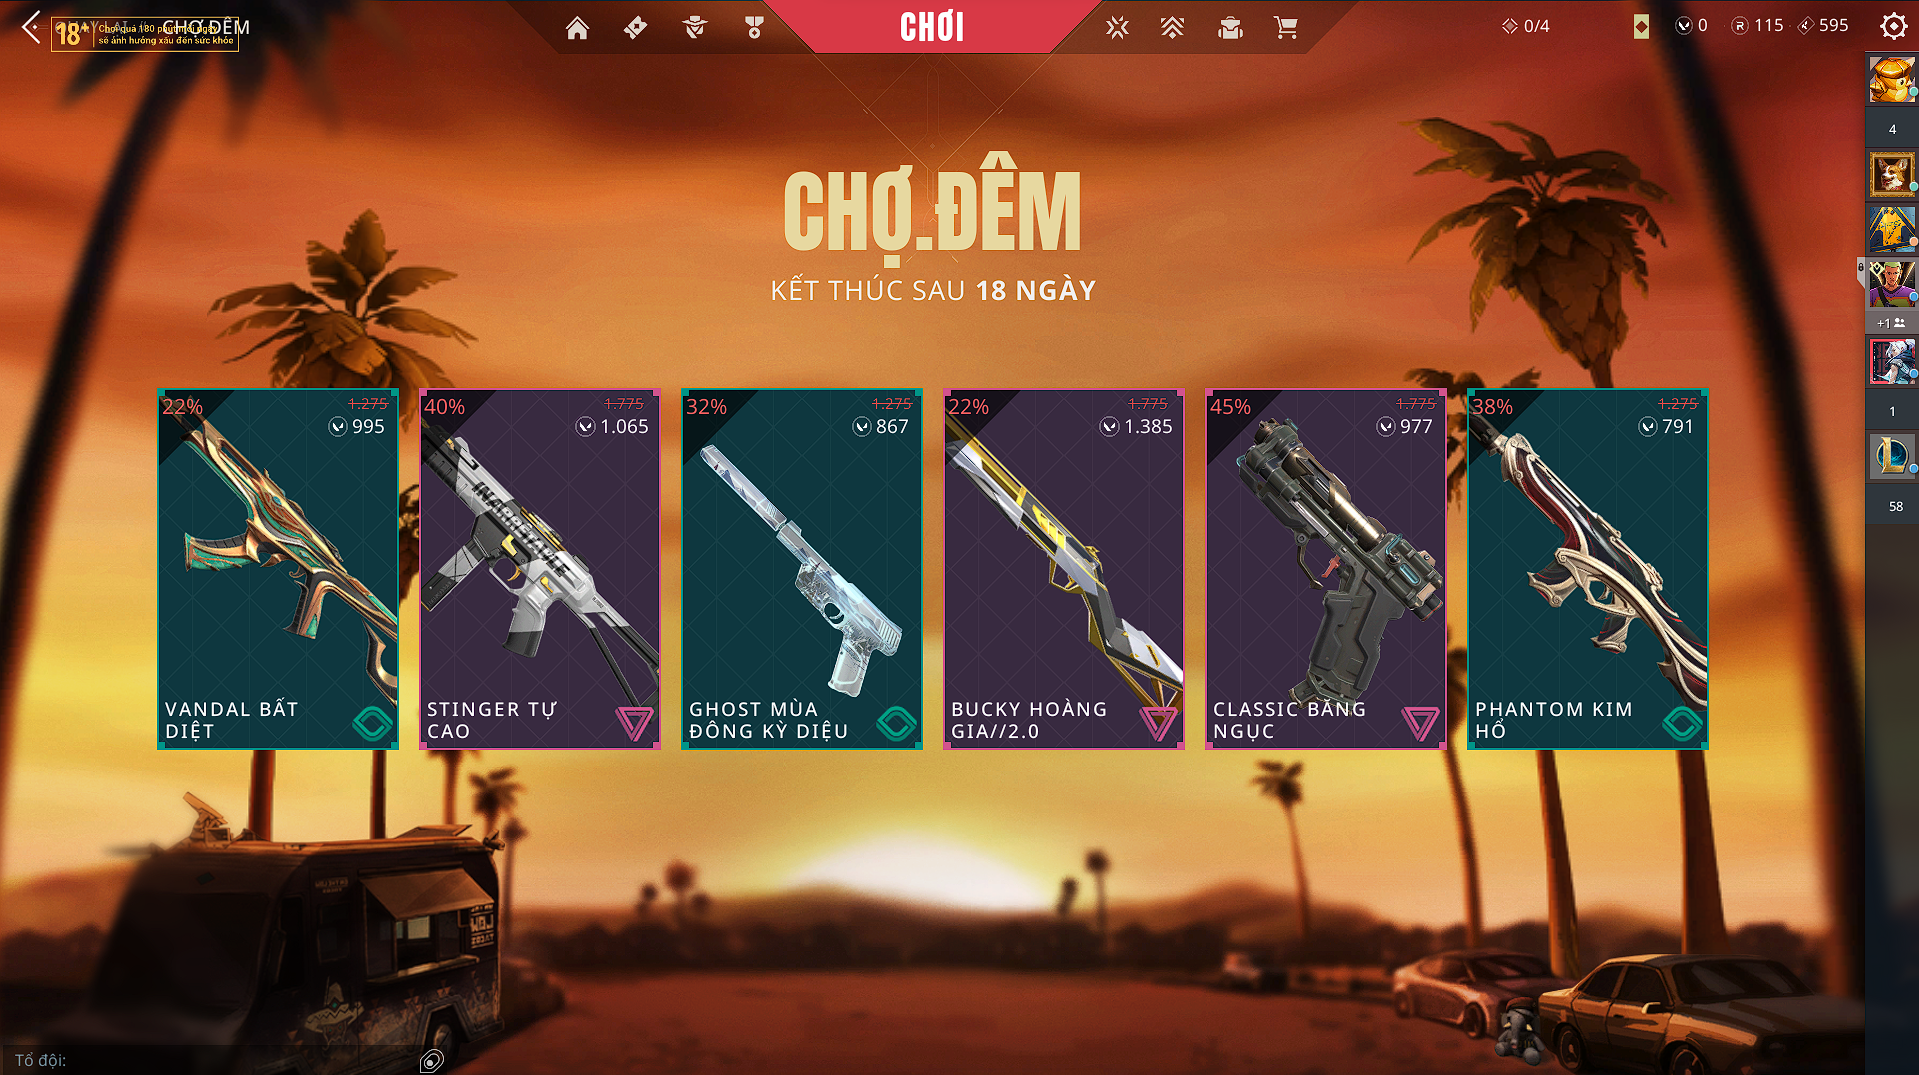 CHỢ ĐÊM
18+
Chơi quá 180 phút mỗi ngày
sẽ ảnh hưởng xấu đến sức khỏe
CHƠI
0/4
0
115
595
CHỢ.ĐÊM
KẾT THÚC SAU 18 NGÀY
22%
1.275
995
VANDAL BẤT
DIỆT
40%
1.775
1.065
STINGER TỰ
CAO
32%
1.275
867
GHOST MÙA
ĐÔNG KỲ DIỆU
22%
1.775
1.385
BUCKY HOÀNG
GIA//2.0
45%
1.775
977
CLASSIC BĂNG
NGỤC
38%
1.275
791
PHANTOM KIM
HỔ
4
+1
1
58
Tổ đội: